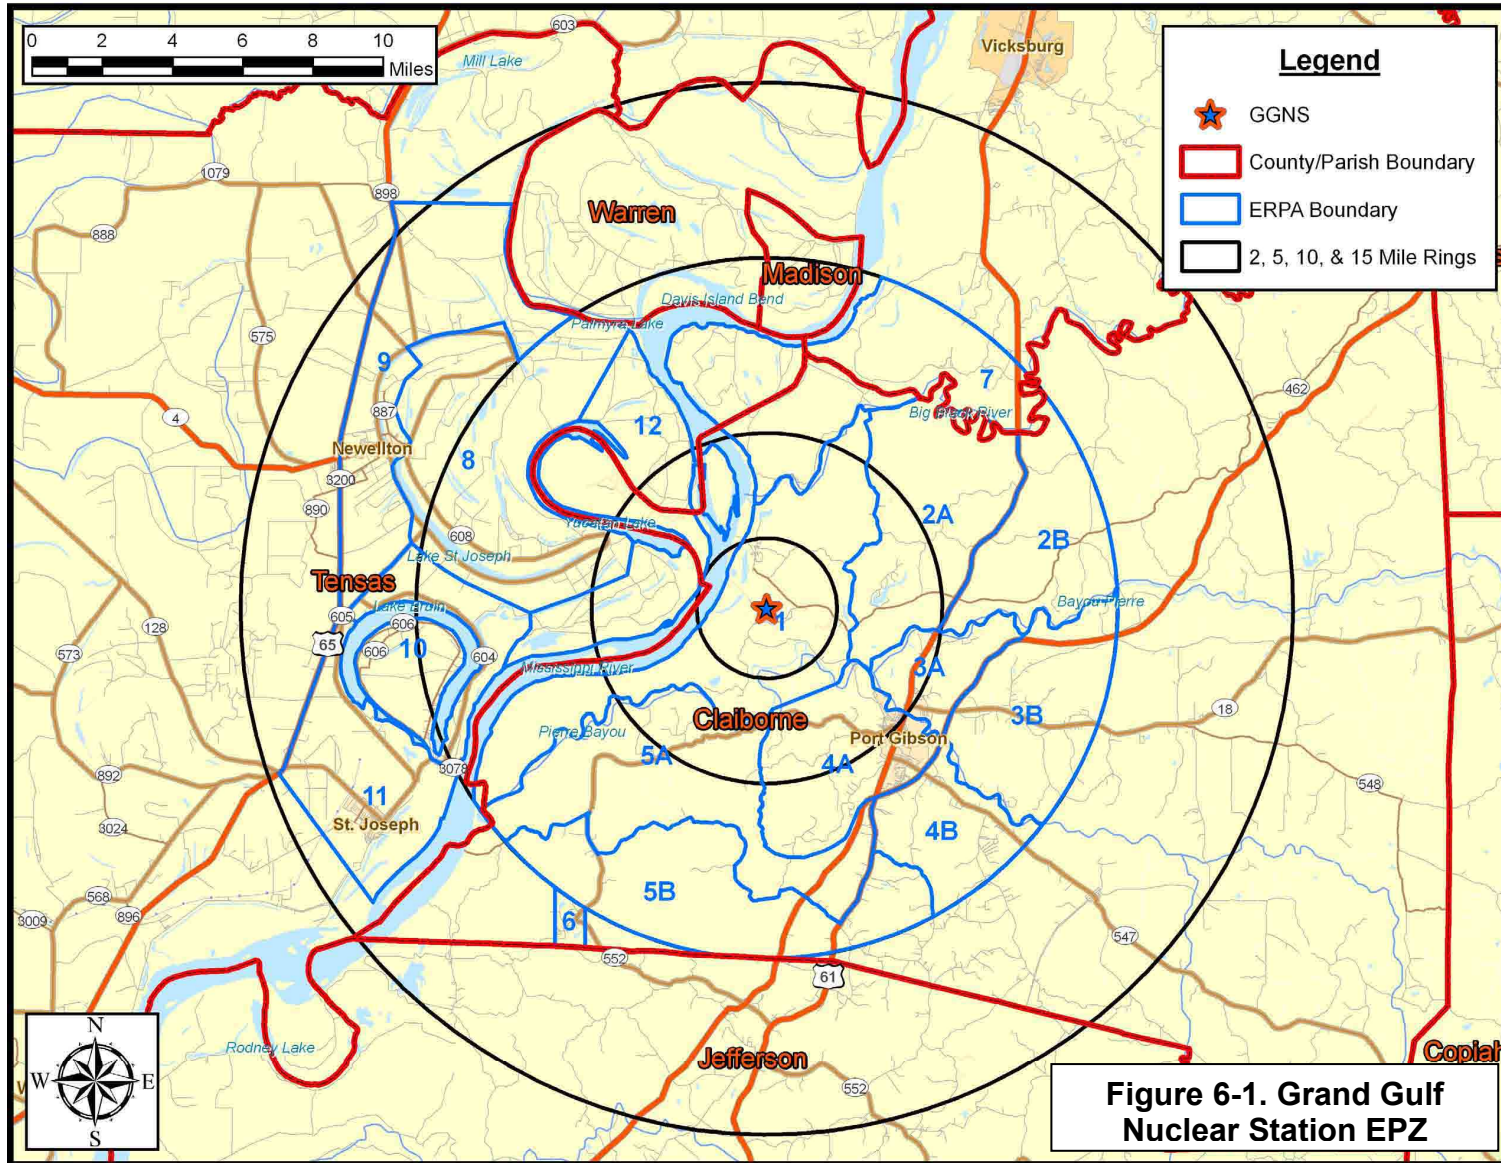 0 2 4 6 8 10
Miles
603
Mill Lake
Vicksburg
Legend
GGNS
County/Parish Boundary
ERPA Boundary
2, 5, 10, & 15 Mile Rings
1079
898
888
Warren
Madison
Davis Island Bend
Palmyra Lake
575
9
7
462
887
Big Black River
4
12
Newellton
8
3200
890
2A
Yucatan Lake
608
2B
Lake St. Joseph
Tensas
Bayou Pierre
Lake Bruin
605
606
1
128
65
10
606
604
573
Mississippi River
3A
Claiborne
18
3B
Pierre Bayou
Port Gibson
5A
4A
3078
892
548
11
St. Joseph
3024
4B
5B
568
896
3009
6
547
552
61
Rodney Lake
N
W E
S
Jefferson
Copiah
552
Figure 6-1. Grand Gulf
Nuclear Station EPZ